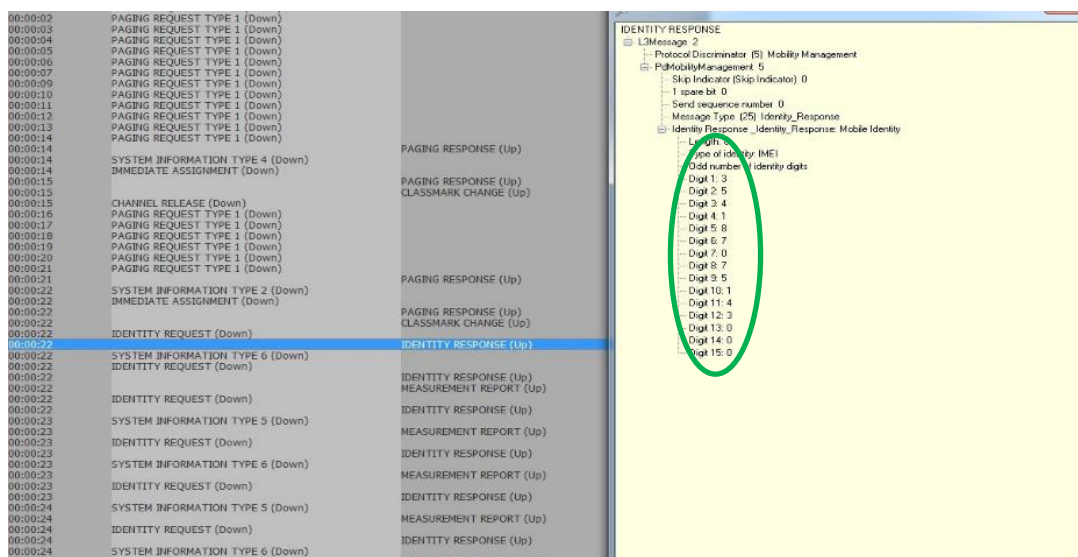 00:00:02 PAGING REQUEST TYPE 1 (Down)
00:00:03 PAGING REQUEST TYPE 1 (Down)
00:00:04 PAGING REQUEST TYPE 1 (Down)
00:00:05 PAGING REQUEST TYPE 1 (Down)
00:00:06 PAGING REQUEST TYPE 1 (Down)
00:00:07 PAGING REQUEST TYPE 1 (Down)
00:00:09 PAGING REQUEST TYPE 1 (Down)
00:00:10 PAGING REQUEST TYPE 1 (Down)
00:00:11 PAGING REQUEST TYPE 1 (Down)
00:00:12 PAGING REQUEST TYPE 1 (Down)
00:00:13 PAGING REQUEST TYPE 1 (Down)
00:00:14 PAGING REQUEST TYPE 1 (Down)
00:00:14 PAGING RESPONSE (Up)
00:00:14 SYSTEM INFORMATION TYPE 4 (Down)
00:00:14 IMMEDIATE ASSIGNMENT (Down)
00:00:15 PAGING RESPONSE (Up)
00:00:15 CLASSMARK CHANGE (Up)
00:00:15 CHANNEL RELEASE (Down)
00:00:16 PAGING REQUEST TYPE 1 (Down)
00:00:17 PAGING REQUEST TYPE 1 (Down)
00:00:18 PAGING REQUEST TYPE 1 (Down)
00:00:19 PAGING REQUEST TYPE 1 (Down)
00:00:20 PAGING REQUEST TYPE 1 (Down)
00:00:21 PAGING REQUEST TYPE 1 (Down)
00:00:21 PAGING RESPONSE (Up)
00:00:22 SYSTEM INFORMATION TYPE 2 (Down)
00:00:22 IMMEDIATE ASSIGNMENT (Down)
00:00:22 PAGING RESPONSE (Up)
00:00:22 CLASSMARK CHANGE (Up)
00:00:22 IDENTITY REQUEST (Down)
00:00:22 IDENTITY RESPONSE (Up)
00:00:22 SYSTEM INFORMATION TYPE 6 (Down)
00:00:22 IDENTITY REQUEST (Down)
00:00:22 IDENTITY RESPONSE (Up)
00:00:22 MEASUREMENT REPORT (Up)
00:00:22 IDENTITY REQUEST (Down)
00:00:22 IDENTITY RESPONSE (Up)
00:00:23 SYSTEM INFORMATION TYPE 5 (Down)
00:00:23 MEASUREMENT REPORT (Up)
00:00:23 IDENTITY REQUEST (Down)
00:00:23 IDENTITY RESPONSE (Up)
00:00:23 SYSTEM INFORMATION TYPE 6 (Down)
00:00:23 MEASUREMENT REPORT (Up)
00:00:23 IDENTITY REQUEST (Down)
00:00:23 IDENTITY RESPONSE (Up)
00:00:24 SYSTEM INFORMATION TYPE 5 (Down)
00:00:24 MEASUREMENT REPORT (Up)
00:00:24 IDENTITY REQUEST (Down)
00:00:24 IDENTITY RESPONSE (Up)
00:00:24 SYSTEM INFORMATION TYPE 6 (Down)
IDENTITY RESPONSE
L3Message 2
Protocol Discriminator (5) Mobility Management
PdMobilityManagement 5
Skip Indicator (Skip Indicator) 0
1 spare bit 0
Send sequence number 0
Message Type (25) Identity_Response
Identity Response _Identity_Response: Mobile Identity
Length:
Type of identity: IMEI
Odd number of identity digits
Digit 1: 3
Digit 2: 5
Digit 3: 4
Digit 4: 1
Digit 5: 8
Digit 6: 7
Digit 7: 0
Digit 8: 7
Digit 9: 5
Digit 10: 1
Digit 11: 4
Digit 12: 3
Digit 13: 0
Digit 14: 0
Digit 15: 0